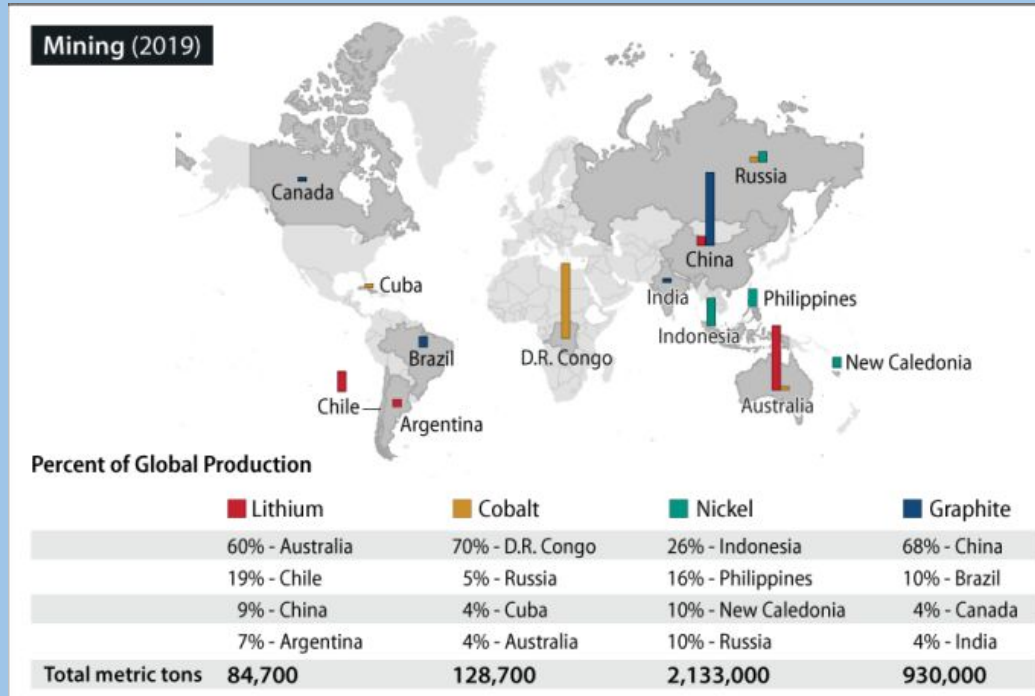 Mining (2019)
Canada
Russia
China
Cuba
India
Philippines
Indonesia
Brazil
D.R. Congo
New Caledonia
Chile
Australia
Argentina
Percent of Global Production
Lithium Cobalt Nickel Graphite
60% - Australia 70% - D.R. Congo 26% - Indonesia 68% - China
19% - Chile 5% - Russia 16% - Philippines 10% - Brazil
9% - China 4% - Cuba 10% - New Caledonia 4% - Canada
7% - Argentina 4% - Australia 10% - Russia 4% - India
Total metric tons 84,700 128,700 2,133,000 930,000